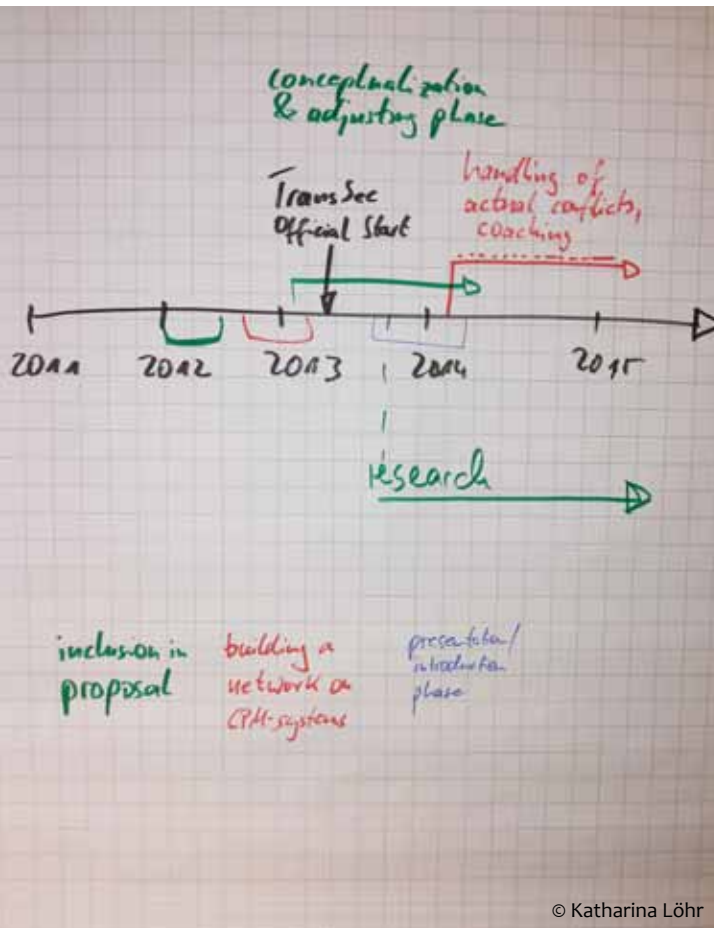 conceptualization
& adjusting phase
TransSec
Official Start
handling of
actual conflicts,
coaching
2011 2012 2013 2014 2015
research
inclusion in
proposal
building a
network on
CPM-systems
presentation/
introduction
phase
© Katharina Löhr